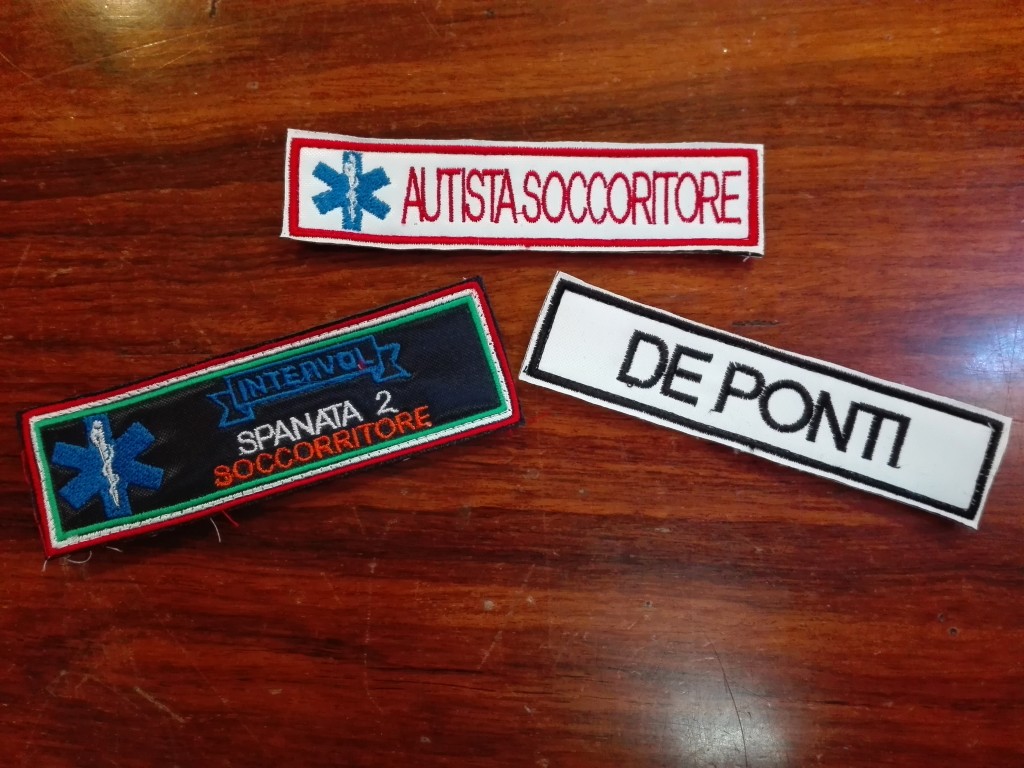 AUTISTA.SOCCORITORE
INTERVOL
SPANATA 2
SOCCORRITORE
DE PONTI